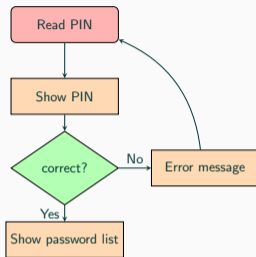 Read PIN
Show PIN
correct?
No
Error message
Yes
Show password list